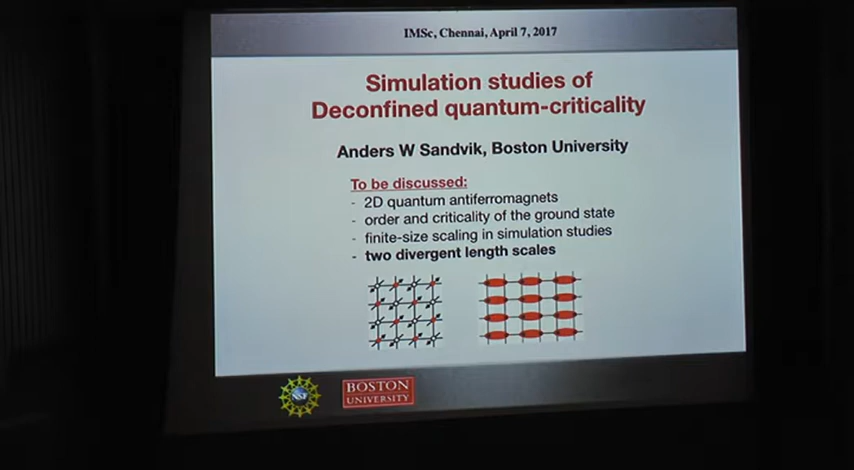 IMSc, Chennai, April 7, 2017
Simulation studies of
Deconfined quantum-criticality
Anders W Sandvik, Boston University
To be discussed:
- 2D quantum antiferromagnets
- order and criticality of the ground state
- finite-size scaling in simulation studies
- two divergent length scales
NSF
BOSTON
UNIVERSITY